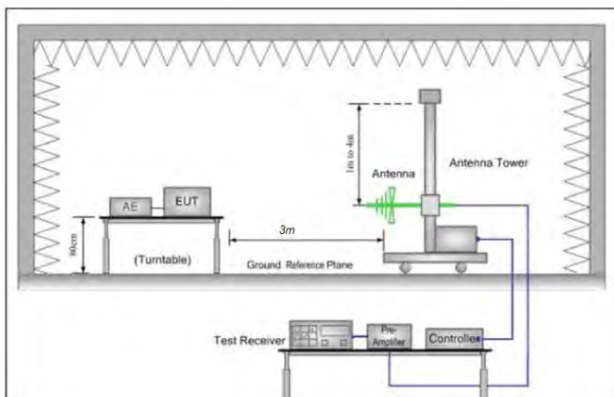 1m to 4m
Antenna
Antenna Tower
AE
EUT
80cm
3m
(Turntable)
Ground Reference Plane
Test Receiver
Pre-
Amplifier
Controller